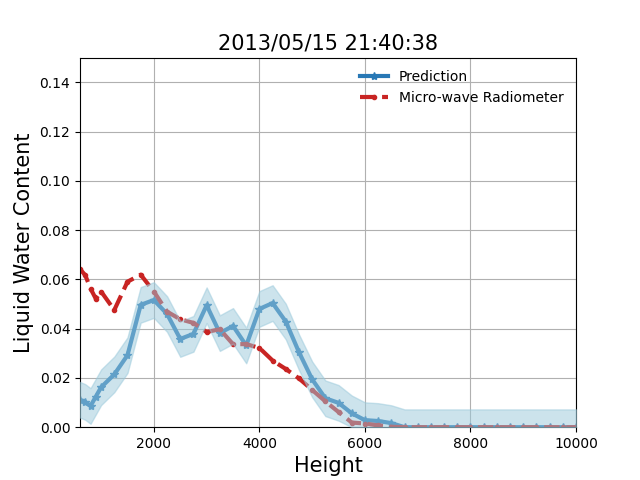 2013/05/15 21:40:38
Prediction
Micro-wave Radiometer
Liquid Water Content
0.14
0.12
0.10
0.08
0.06
0.04
0.02
0.00
2000 4000 6000 8000 10000
Height